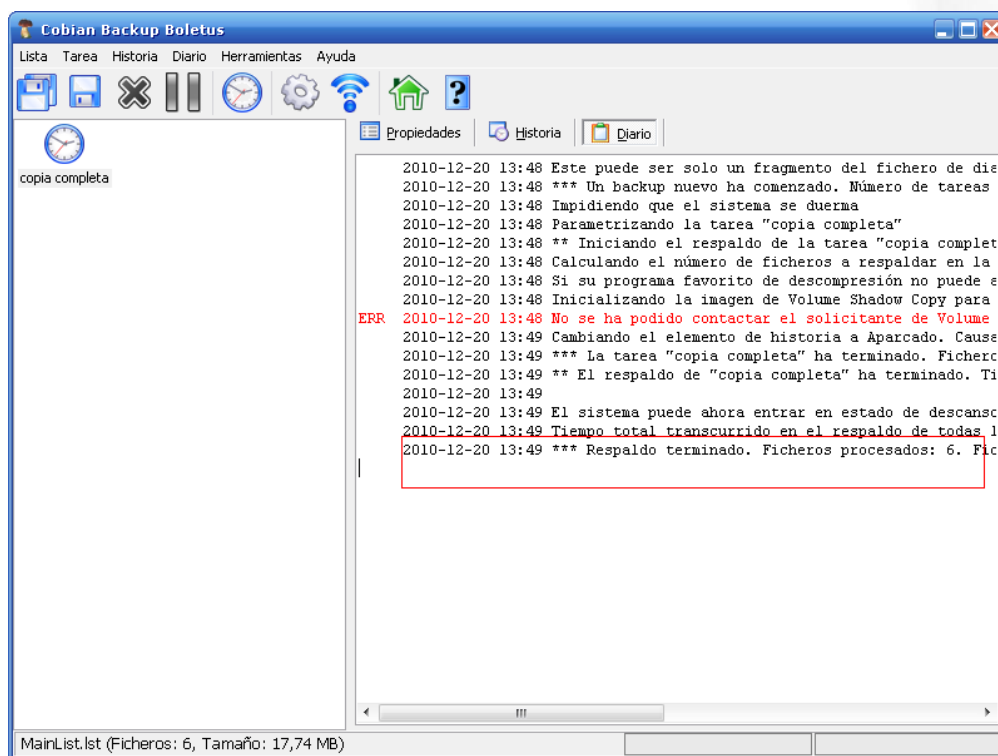 Cobian Backup Boletus
Lista Tarea Historia Diario Herramientas Ayuda
copia completa
Propiedades Historia Diario
2010-12-20 13:48 Este puede ser solo un fragmento del fichero de
2010-12-20 13:48 *** Un backup nuevo ha comenzado. Número de tareas
2010-12-20 13:48 Impidiendo que el sistema se duerma
2010-12-20 13:48 Parametrizando la tarea "copia completa"
2010-12-20 13:48 ** Iniciando el respaldo de la tarea "copia complet
2010-12-20 13:48 Calculando el número de ficheros a respaldar en la
2010-12-20 13:48 Si su programa favorito de descompresión no puede
2010-12-20 13:48 Inicializando la imagen de Volume Shadow Copy para
ERR 2010-12-20 13:48 No se ha podido contactar el solicitante de Volume
2010-12-20 13:49 Cambiando el elemento de historia a Aparcado. Causa
2010-12-20 13:49 *** La tarea "copia completa" ha terminado. Ficherc
2010-12-20 13:49 ** El respaldo de "copia completa" ha terminado. Ti
2010-12-20 13:49
2010-12-20 13:49 El sistema puede ahora entrar en estado de descansc
2010-12-20 13:49 Tiempo total transcurrido en el respaldo de todas l
2010-12-20 13:49 *** Respaldo terminado. Ficheros procesados: 6. Fic
MainList.lst (Ficheros: 6, Tamaño: 17,74 MB)